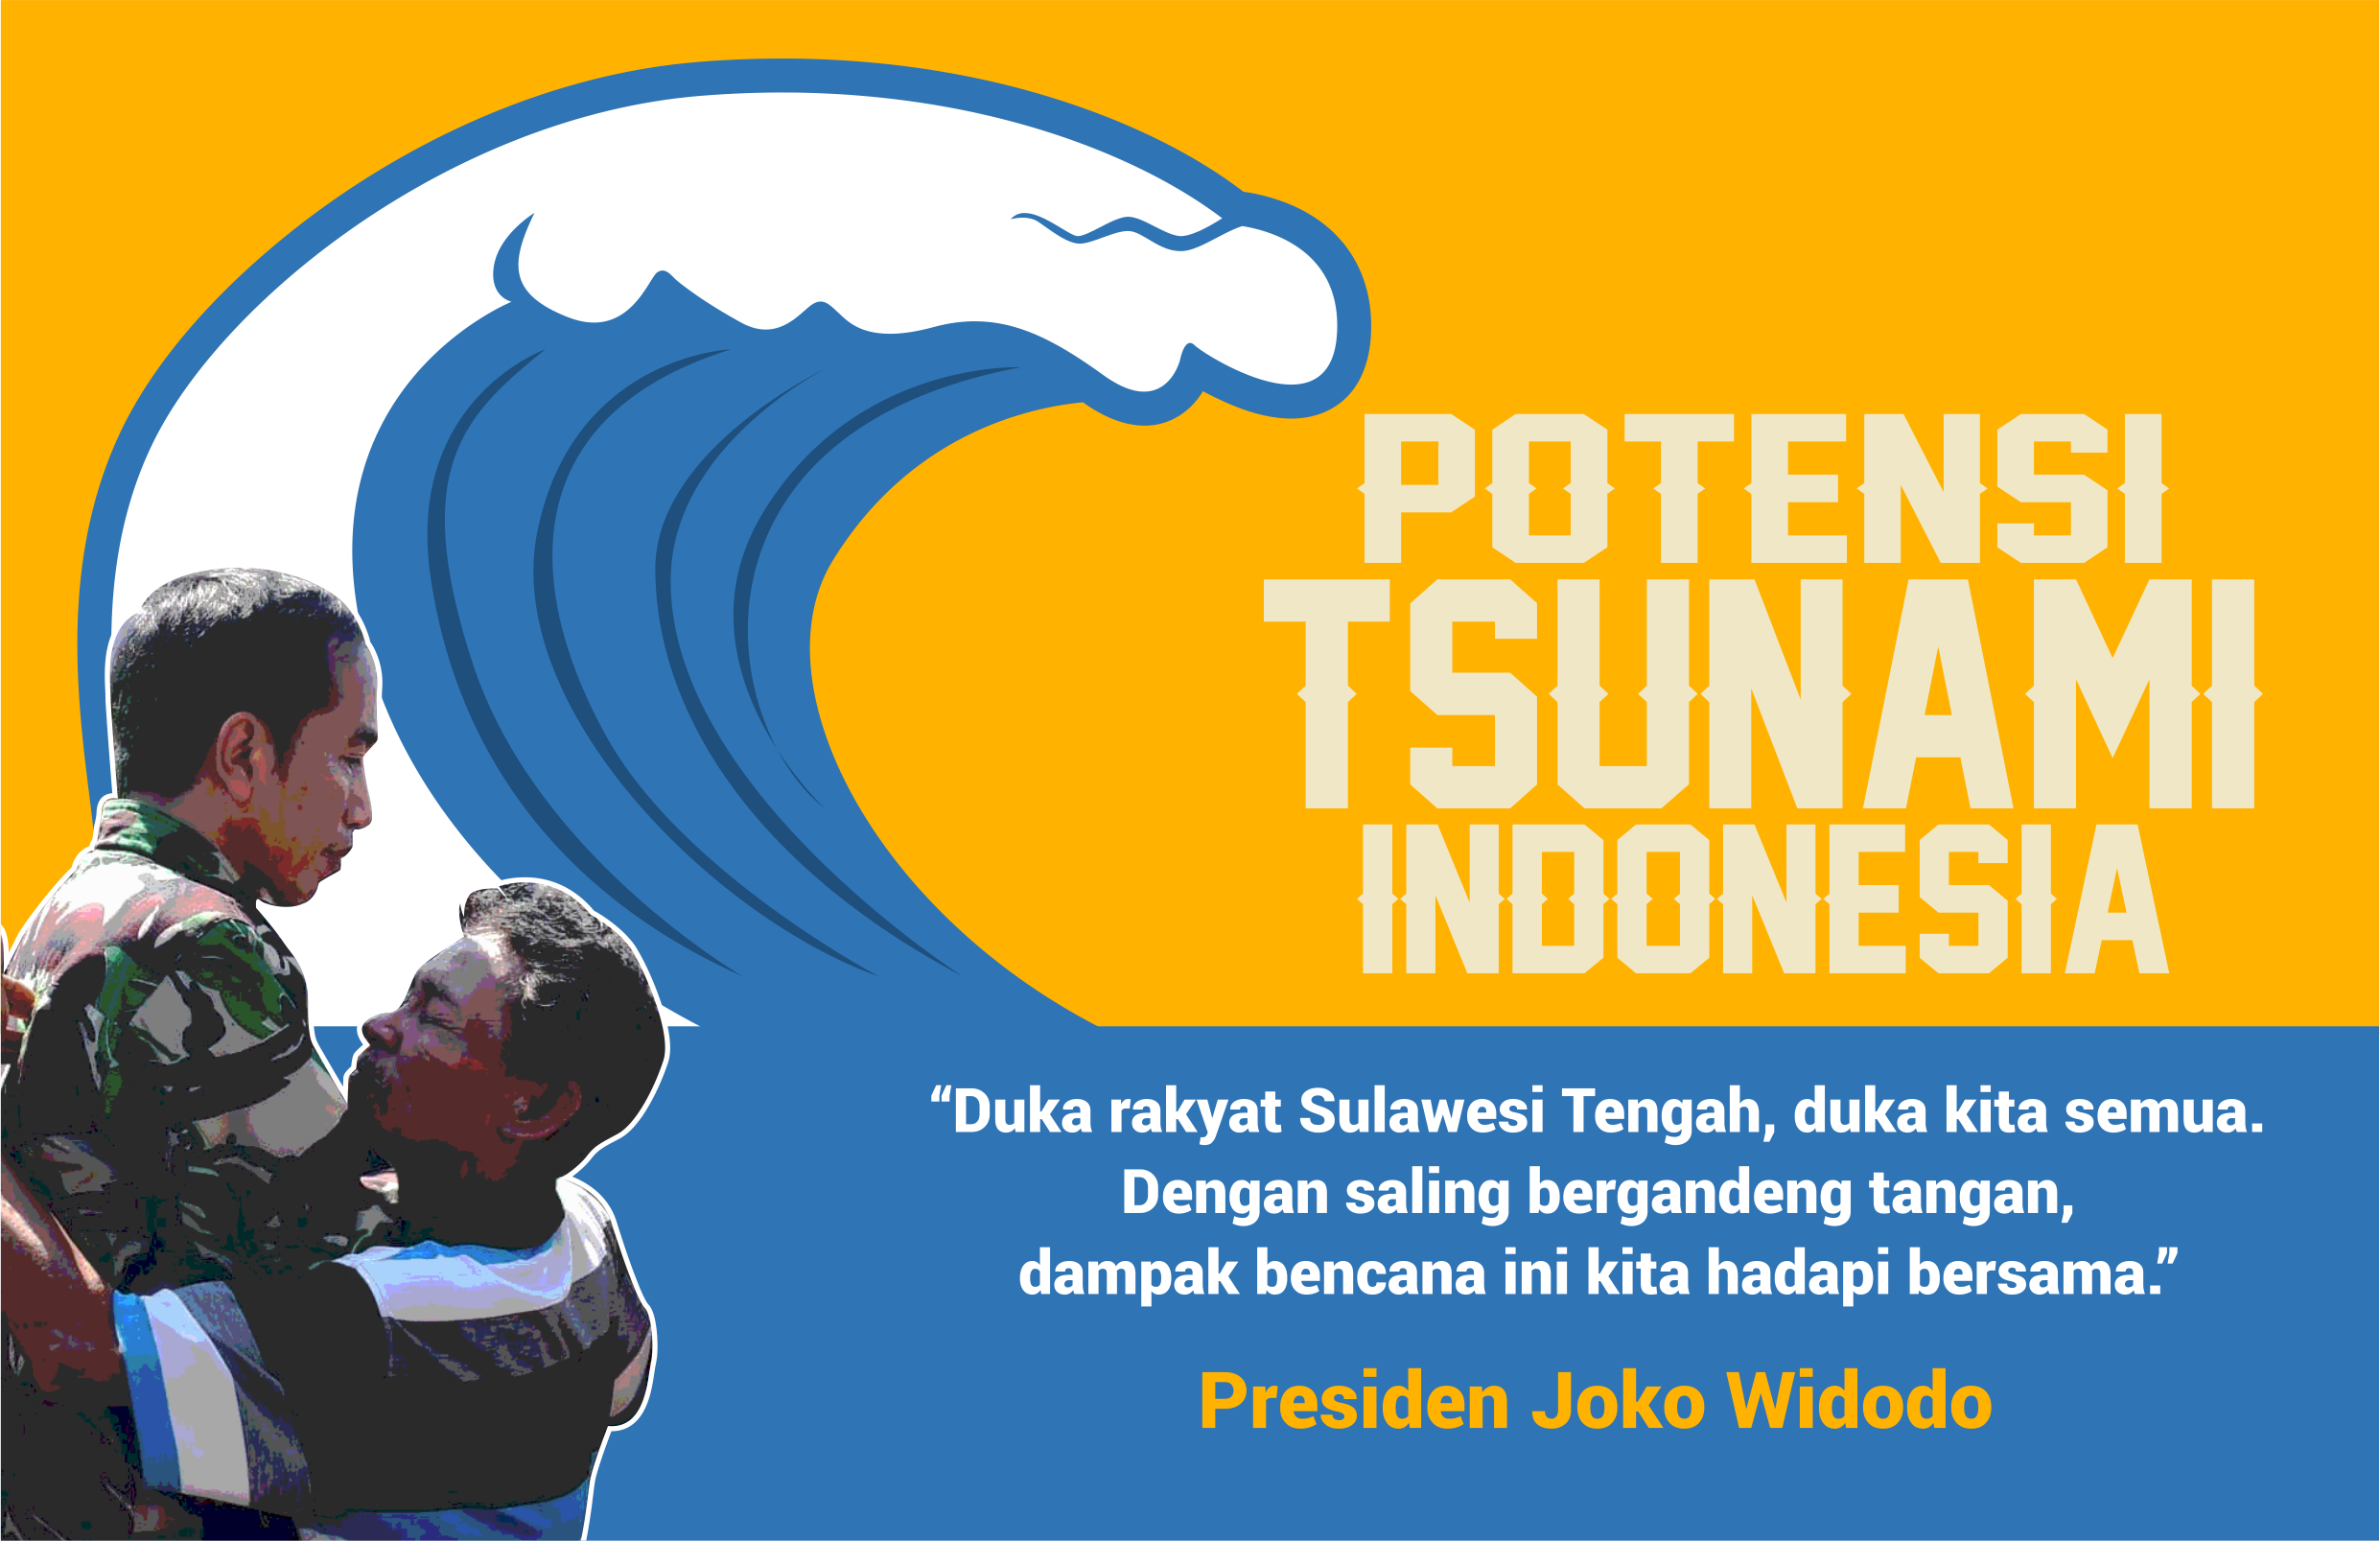 POTENSI
TSUNAMI
INDONESIA
“Duka rakyat Sulawesi Tengah, duka kita semua.
Dengan saling bergandeng tangan,
dampak bencana ini kita hadapi bersama.”
Presiden Joko Widodo